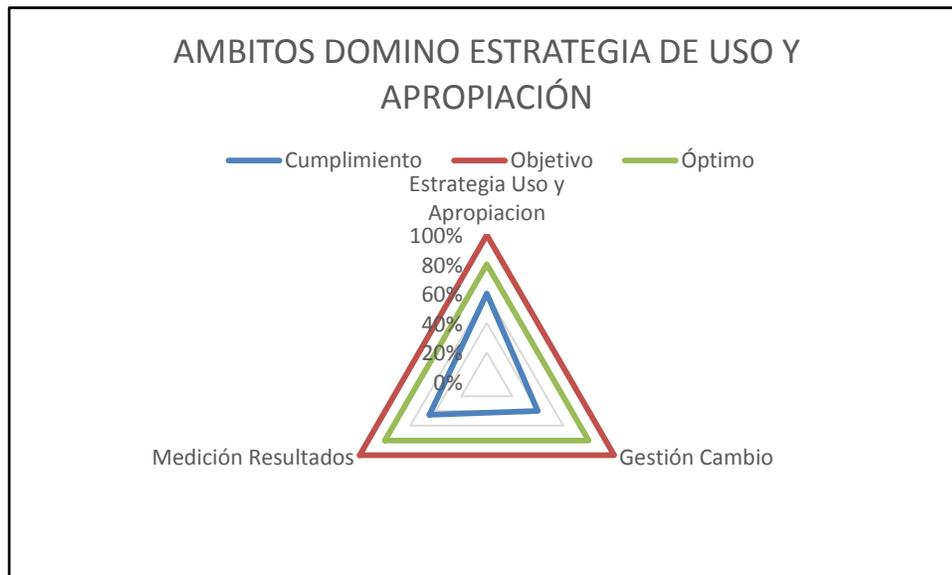 AMBITOS DOMINO ESTRATEGIA DE USO Y
APROPIACIÓN
Cumplimiento Objetivo Óptimo
Estrategia Uso y
Apropiacion
100%
80%
60%
40%
20%
0%
Medición Resultados
Gestión Cambio